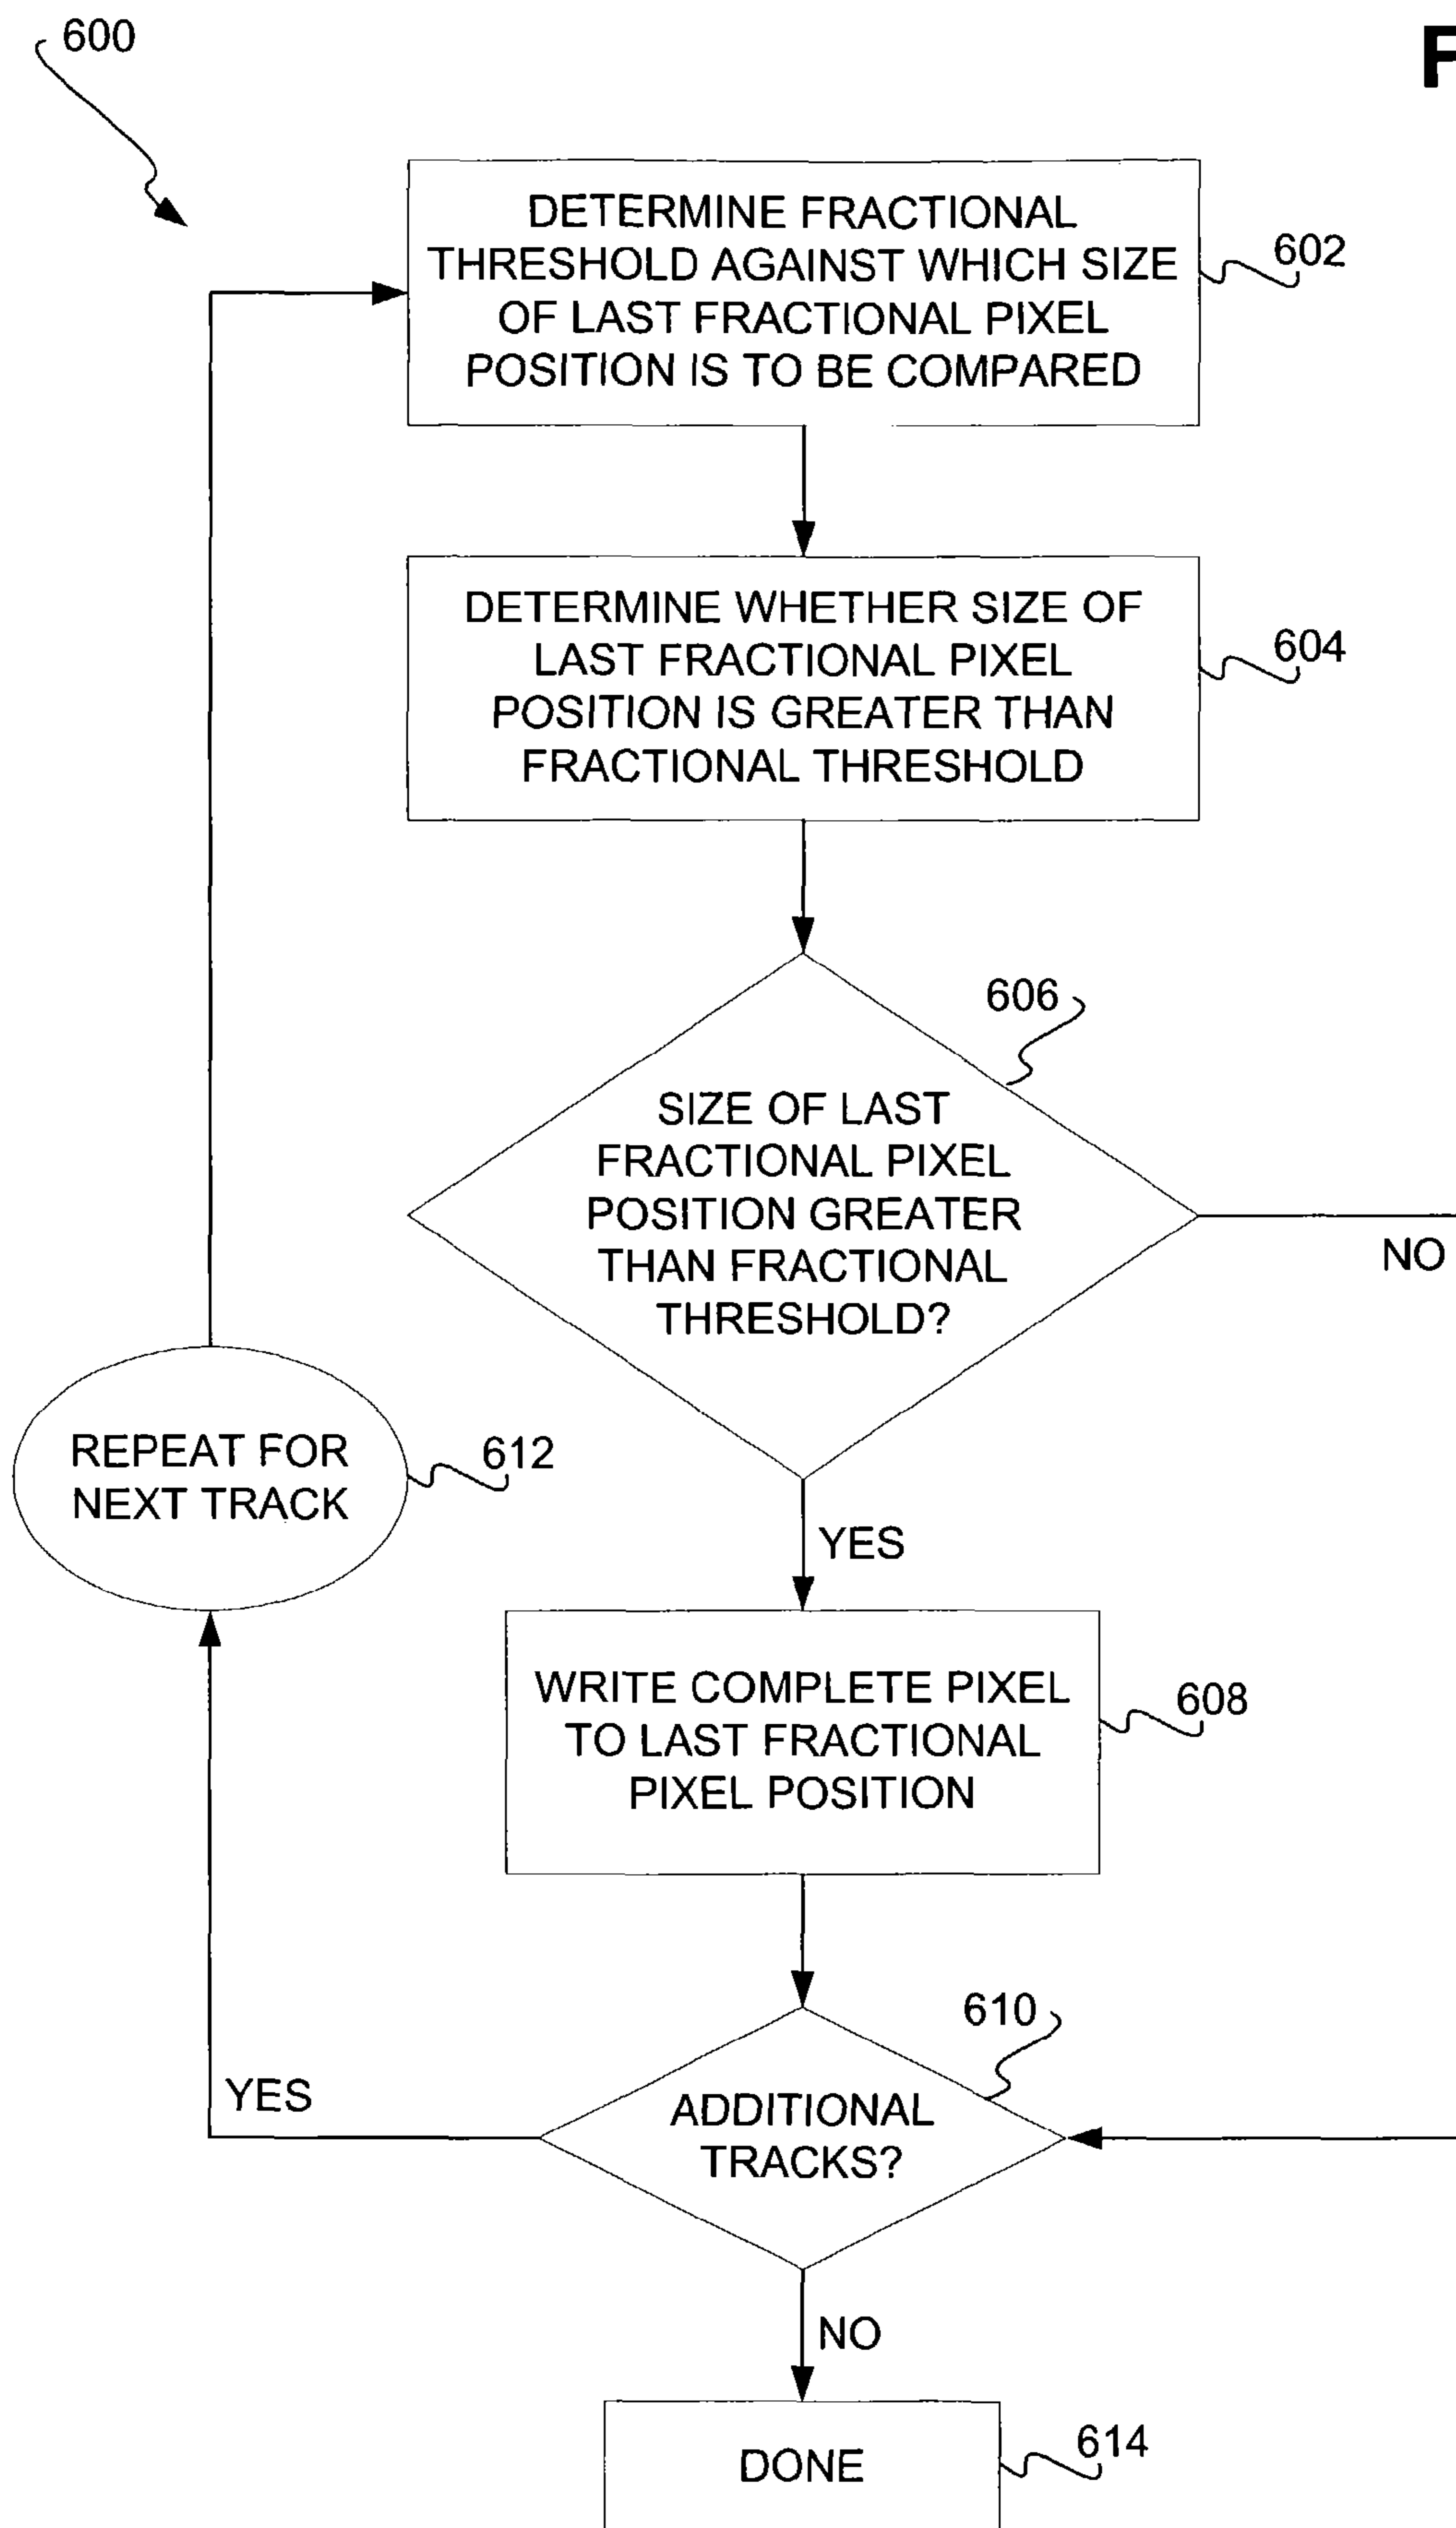 600
F
DETERMINE FRACTIONAL
THRESHOLD AGAINST WHICH SIZE
OF LAST FRACTIONAL PIXEL
POSITION IS TO BE COMPARED
602
DETERMINE WHETHER SIZE OF
LAST FRACTIONAL PIXEL
POSITION IS GREATER THAN
FRACTIONAL THRESHOLD
604
606
SIZE OF LAST
FRACTIONAL PIXEL
POSITION GREATER
THAN FRACTIONAL
THRESHOLD?
NO
REPEAT FOR
NEXT TRACK
612
YES
WRITE COMPLETE PIXEL
TO LAST FRACTIONAL
PIXEL POSITION
608
610
YES
ADDITIONAL
TRACKS?
NO
DONE
614